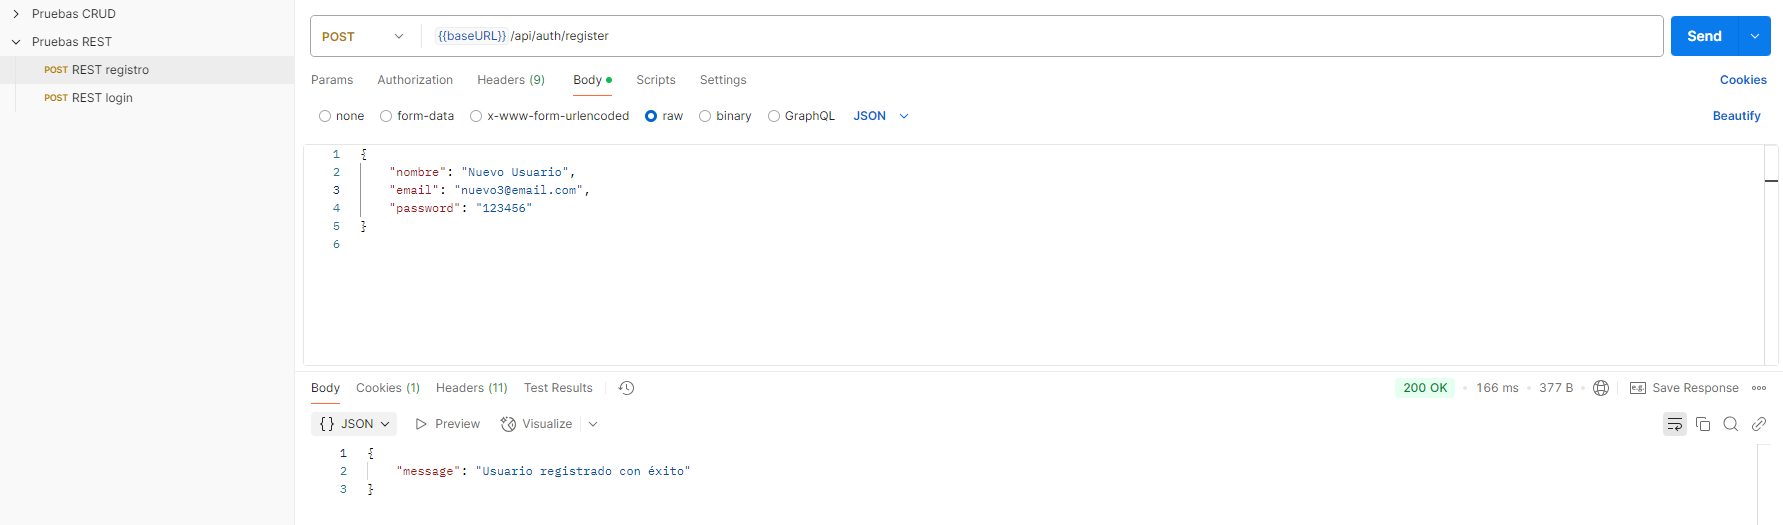 Pruebas CRUD
Pruebas REST
POST REST registro
POST REST login
POST {{baseURL}} /api/auth/register Send
Params Authorization Headers (9) Body Scripts Settings Cookies
none form-data x-www-form-urlencoded raw binary GraphQL JSON Beautify
1 {
2 "nombre": "Nuevo Usuario",
3 "email": "nuevo3@email.com",
4 "password": "123456"
5 }
6
Body Cookies (1) Headers (11) Test Results 200 OK 166 ms 377 B e.g. Save Response
{} JSON Preview Visualize
1 {
2 "message": "Usuario registrado con éxito"
3 }